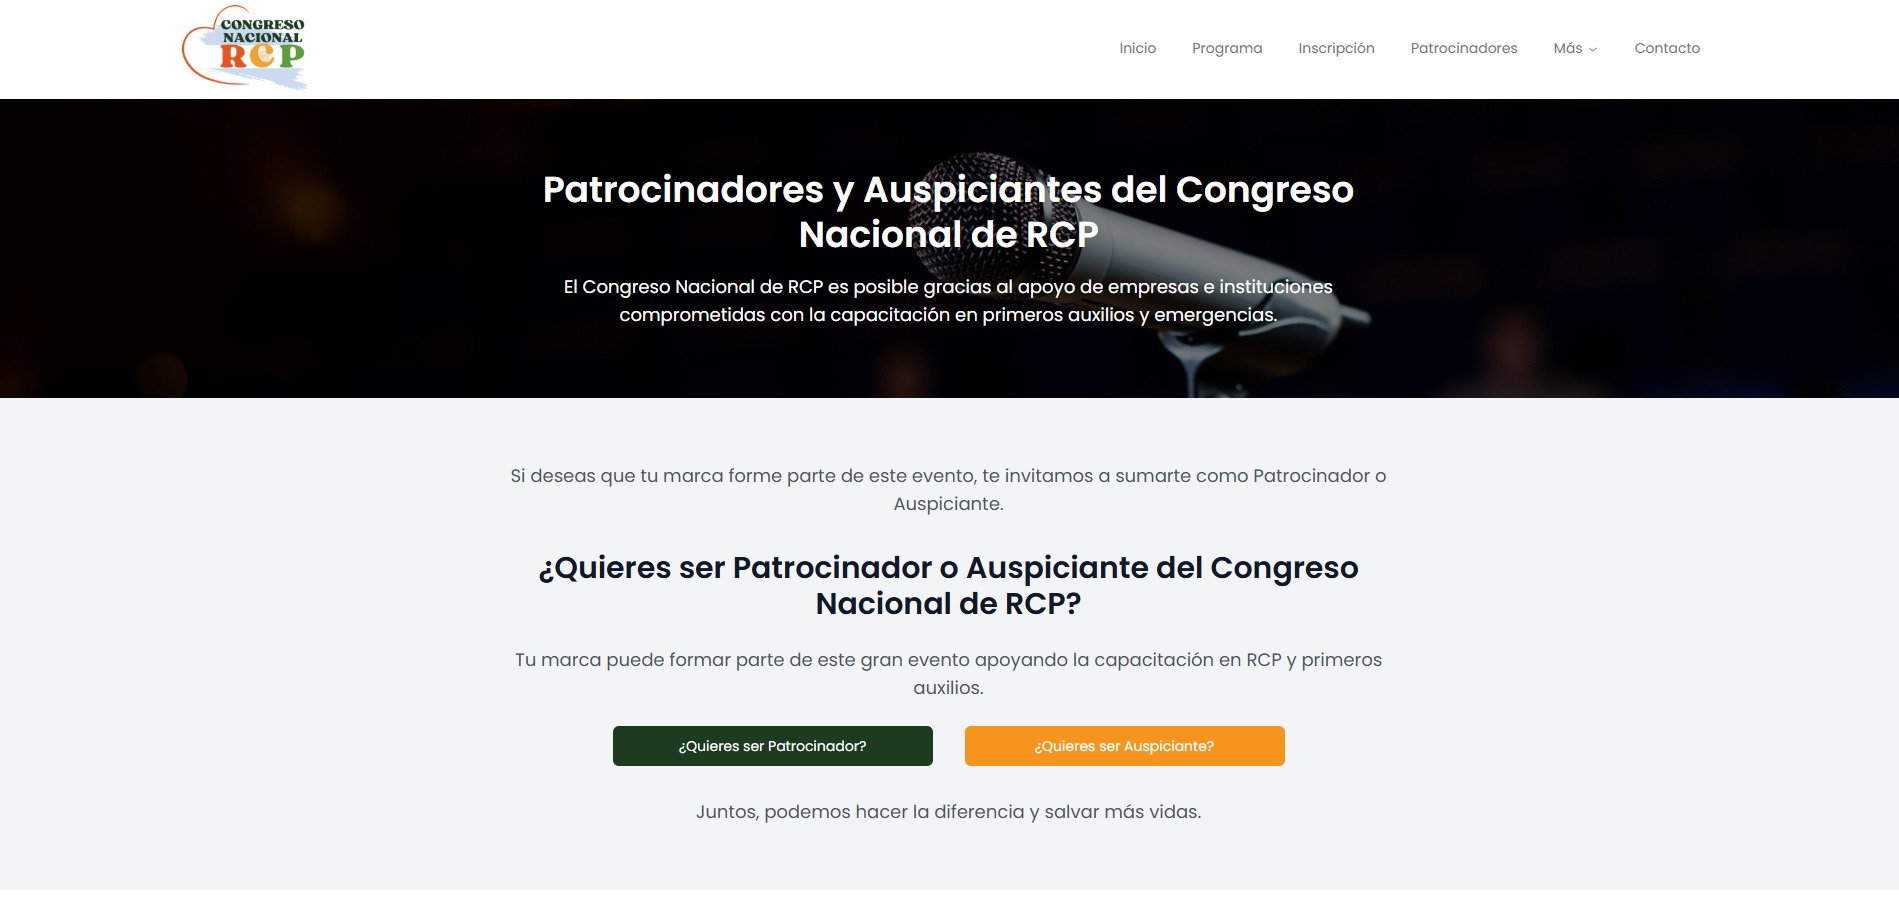 CONGRESO
NACIONAL
RCP
Inicio
Programa
Inscripción
Patrocinadores
Más
Contacto
Patrocinadores y Auspiciantes del Congreso
Nacional de RCP
El Congreso Nacional de RCP es posible gracias al apoyo de empresas e instituciones
comprometidas con la capacitación en primeros auxilios y emergencias.
Si deseas que tu marca forme parte de este evento, te invitamos a sumarte como Patrocinador o
Auspiciante.
¿Quieres ser Patrocinador o Auspiciante del Congreso
Nacional de RCP?
Tu marca puede formar parte de este gran evento apoyando la capacitación en RCP y primeros
auxilios.
¿Quieres ser Patrocinador?
¿Quieres ser Auspiciante?
Juntos, podemos hacer la diferencia y salvar más vidas.